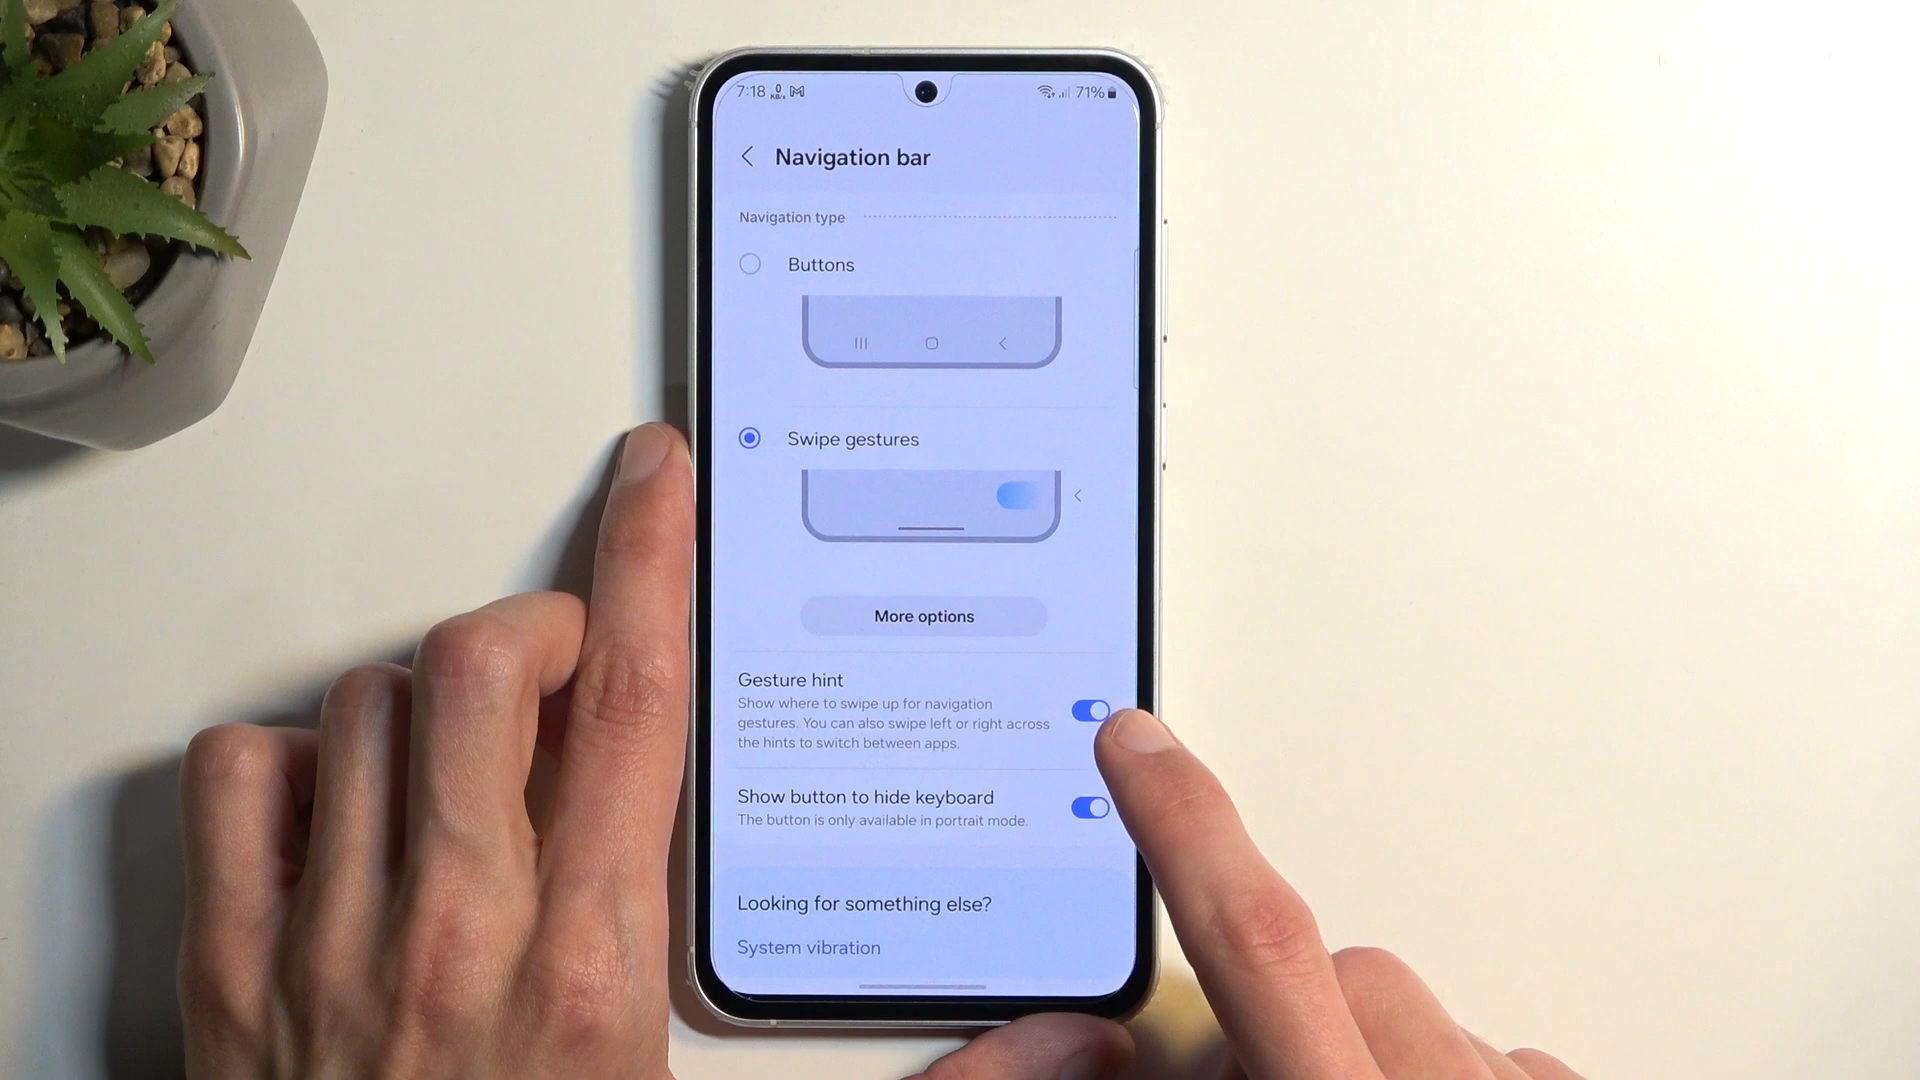 7:18 0 KB/s 71%
Navigation bar
Navigation type
Buttons
Swipe gestures
More options
Gesture hint
Show where to swipe up for navigation
gestures. You can also swipe left or right across
the hints to switch between apps.
Show button to hide keyboard
The button is only available in portrait mode.
Looking for something else?
System vibration